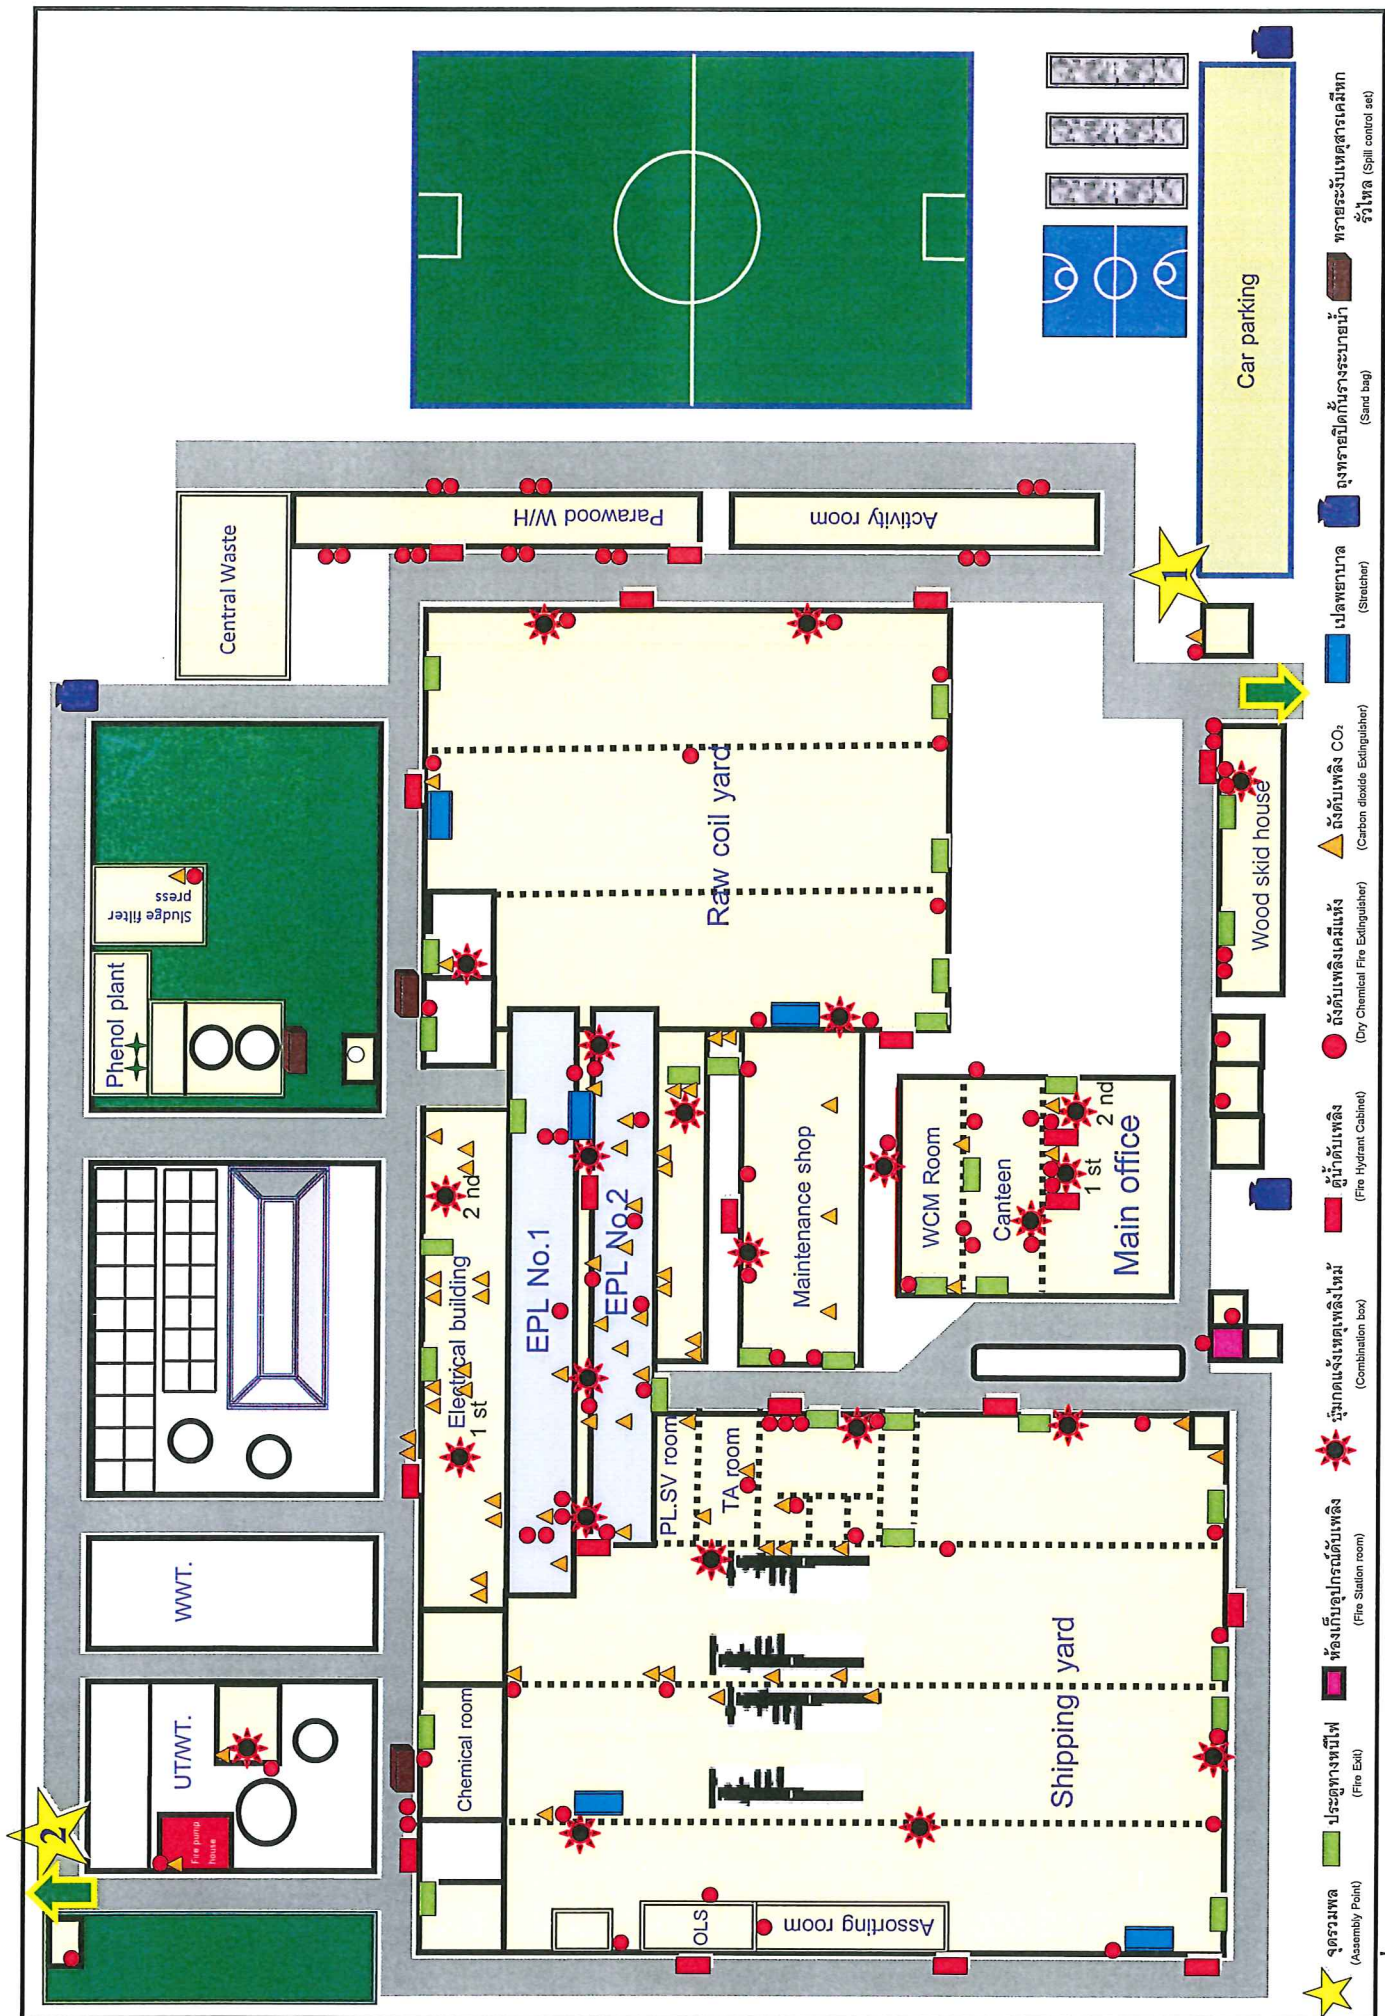 2
1
UT/WT.
Fire pump
house
WWT.
Phenol plant
Sludge filter
press
Central Waste
Chemical room
Electrical building
1 st
2 nd
EPL No.1
EPL No.2
PL.SV room
TA room
Maintenance shop
Raw coil yard
Parawood W/H
Activity room
OLS
Assorting room
Shipping yard
WCM Room
Canteen
1 st
2 nd
Main office
Wood skid house
Car parking
จุดรวมพล
(Assembly Point)
ประตูทางหนีไฟ
(Fire Exit)
ห้องเก็บอุปกรณ์ดับเพลิง
(Fire Station room)
ปุ่มกดแจ้งเหตุเพลิงไหม้
(Combination box)
ตู้น้ำดับเพลิง
(Fire Hydrant Cabinet)
ถังดับเพลิงเคมีแห้ง
(Dry Chemical Fire Extinguisher)
ถังดับเพลิง CO₂
(Carbon dioxide Extinguisher)
เปลพยาบาล
(Stretcher)
ถุงทรายปิดกั้นรางระบายน้ำ
(Sand bag)
ทรายระงับเหตุสารเคมีหก
รั่วไหล (Spill control set)